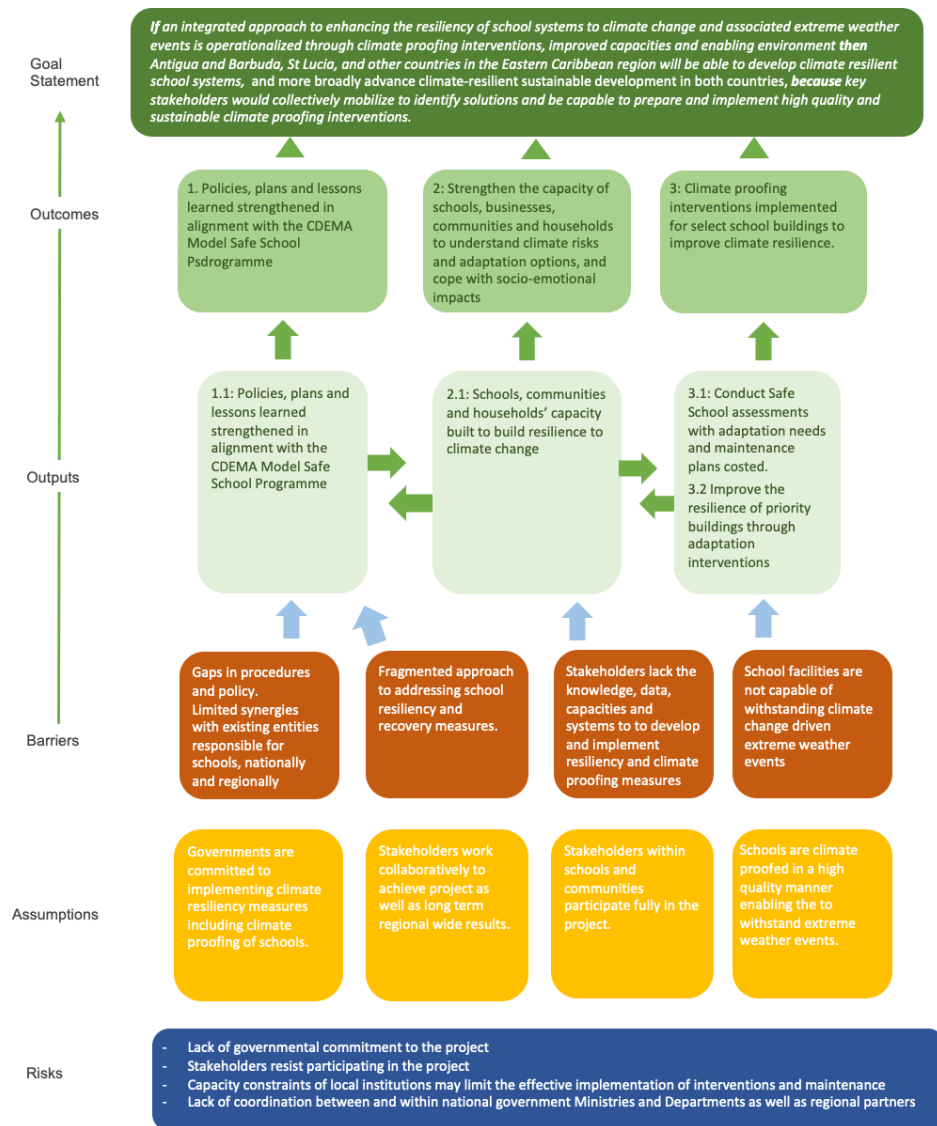 If an integrated approach to enhancing the resiliency of school systems to climate change and associated extreme weather
events is operationalized through climate proofing interventions, improved capacities and enabling environment then
Antigua and Barbuda, St Lucia, and other countries in the Eastern Caribbean region will be able to develop climate resilient
school systems, and more broadly advance climate-resilient sustainable development in both countries, because key
stakeholders would collectively mobilize to identify solutions and be capable to prepare and implement high quality and
sustainable climate proofing interventions.
Goal
Statement
Outcomes
1. Policies, plans and lessons
learned strengthened in
alignment with the CDEMA
Model Safe School
Psdrogramme
2: Strengthen the capacity of
schools, businesses,
communities and households
to understand climate risks
and adaptation options, and
cope with socio-emotional
impacts
3: Climate proofing
interventions implemented
for select school buildings to
improve climate resilience.
Outputs
1.1: Policies, plans and
lessons learned
strengthened in
alignment with the
CDEMA Model Safe
School Programme
2.1: Schools, communities
and households' capacity
built to build resilience to
climate change
3.1: Conduct Safe
School assessments
with adaptation needs
and maintenance
plans costed.
3.2 Improve the
resilience of priority
buildings through
adaptation
interventions
Barriers
Gaps in procedures
and policy.
Limited synergies
with existing entities
responsible for
schools, nationally
and regionally
Fragmented approach
to addressing school
resiliency and
recovery measures.
Stakeholders lack the
knowledge, data,
capacities and
systems to to develop
and implement
resiliency and climate
proofing measures
School facilities are
not capable of
withstanding climate
change driven
extreme weather
events
Assumptions
Governments are
committed to
implementing climate
resiliency measures
including climate
proofing of schools.
Stakeholders work
collaboratively to
achieve project as
well as long term
regional wide results.
Stakeholders within
schools and
communities
participate fully in the
project.
Schools are climate
proofed in a high
quality manner
enabling the to
withstand extreme
weather events.
Risks
- Lack of governmental commitment to the project
- Stakeholders resist participating in the project
- Capacity constraints of local institutions may limit the effective implementation of interventions and maintenance
- Lack of coordination between and within national government Ministries and Departments as well as regional partners